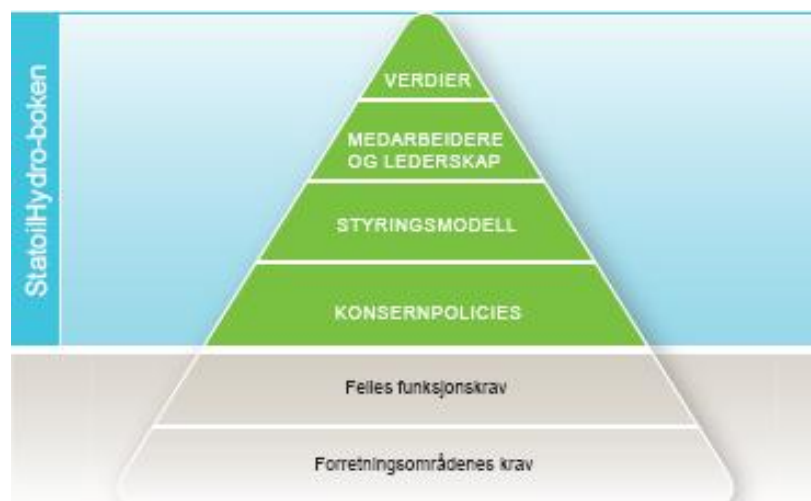 StatoilHydro-boken
VERDIER
MEDARBEIDERE
OG LEDERSKAP
STYRINGSMODELL
KONSERNPOLICIES
Felles funksjonskrav
Forretningsområdenes krav